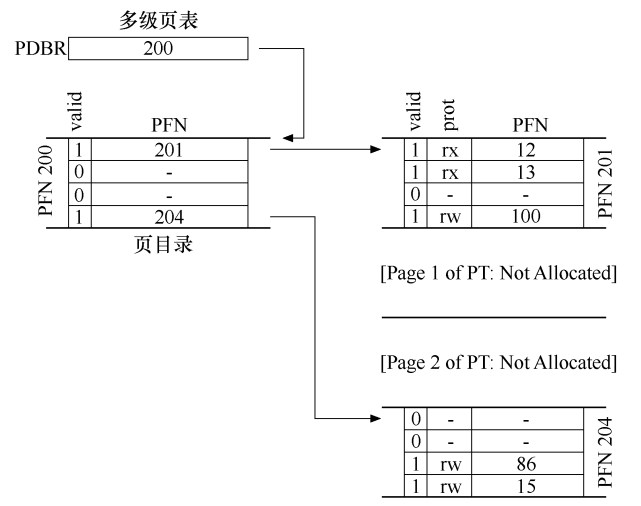 多级页表
PDBR 200
valid PFN
PFN 200
1 201
0 -
0 -
1 204
页目录
valid prot PFN
1 rx 12
1 rx 13
0 - -
1 rw 100
PFN 201
[Page 1 of PT: Not Allocated]
[Page 2 of PT: Not Allocated]
0 - -
0 - -
1 rw 86
1 rw 15
PFN 204